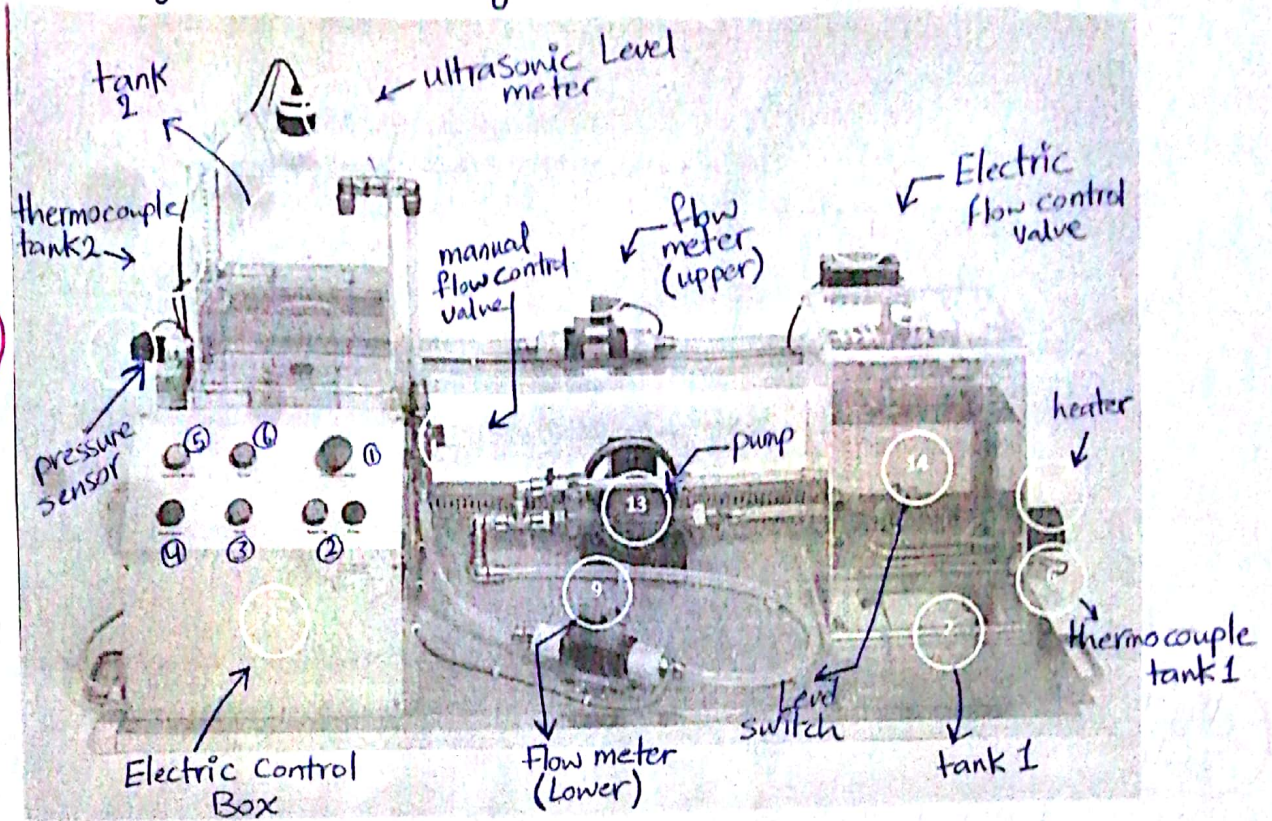 tank
2
ultrasonic Level
meter
thermocouple
tank2
manual
flow control
valve
flow
meter
(upper)
Electric
flow control
valve
pressure
sensor
⑤
⑥
①
④
③
②
pump
heater
13
14
9
thermocouple
tank 1
Level
switch
Electric Control
Box
Flow meter
(Lower)
tank 1